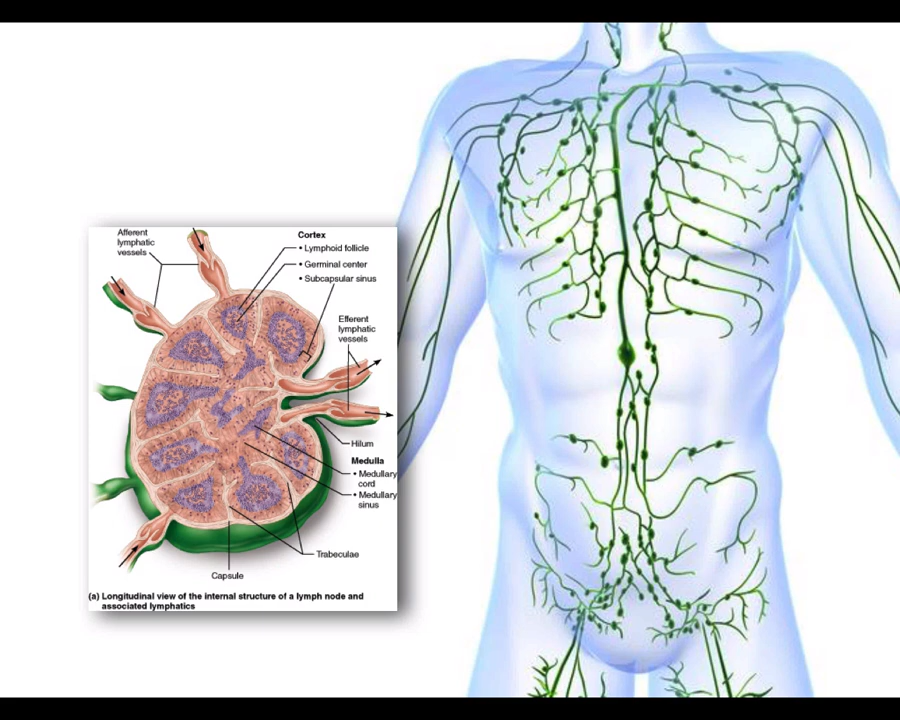 Afferent
lymphatic
vessels
Cortex
• Lymphoid follicle
• Germinal center
• Subcapsular sinus
Efferent
lymphatic
vessels
Hilum
Medulla
• Medullary
cord
• Medullary
sinus
Trabeculae
Capsule
(a) Longitudinal view of the internal structure of a lymph node and
associated lymphatics